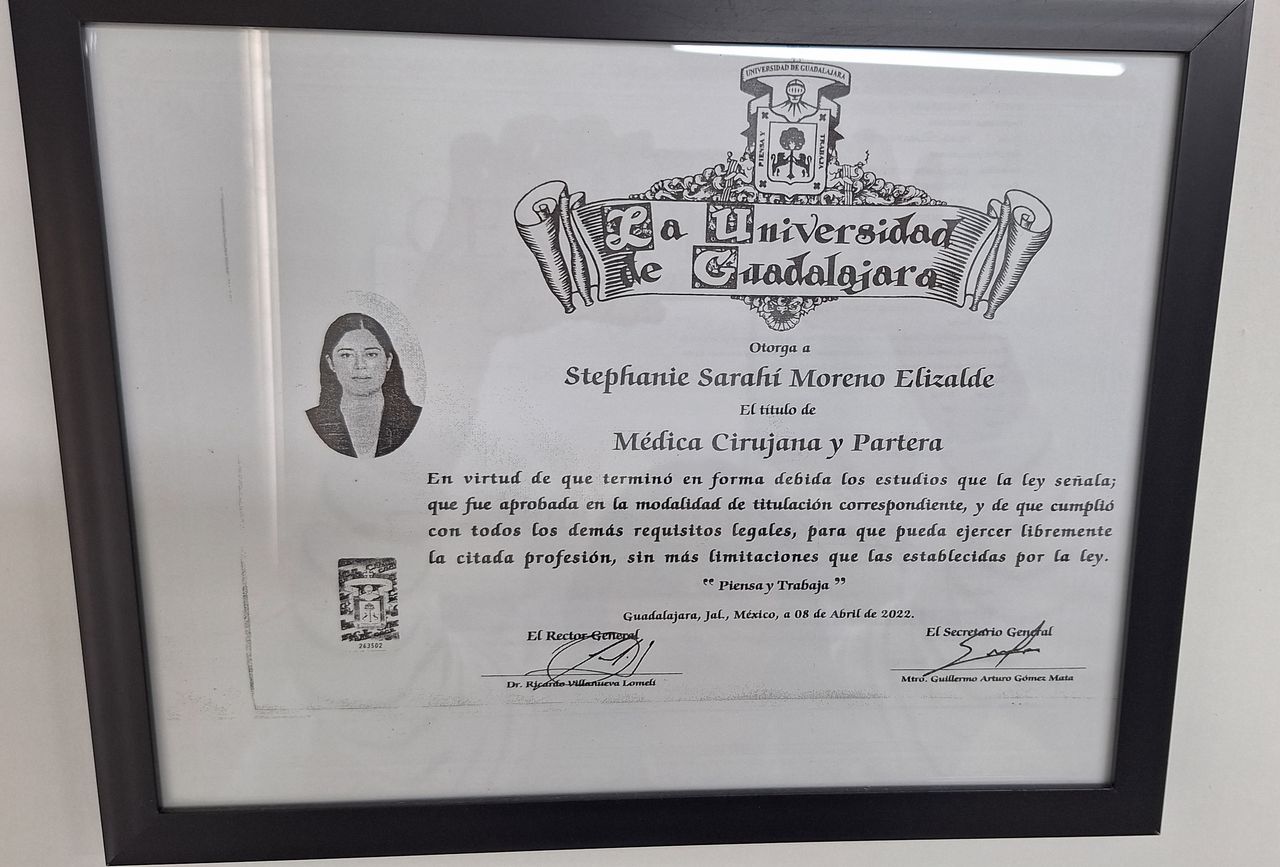 UNIVERSIDAD DE GUADALAJARA
PIENSA Y TRABAJA
La Universidad
de Guadalajara
Otorga a
Stephanie Sarahí Moreno Elizalde
El título de
Médica Cirujana y Partera
En virtud de que terminó en forma debida los estudios que la ley señala;
que fue aprobada en la modalidad de titulación correspondiente, y de que cumplió
con todos los demás requisitos legales, para que pueda ejercer libremente
la citada profesión, sin más limitaciones que las establecidas por la ley.
“ Piensa y Trabaja ”
Guadalajara, Jal., México, a 08 de Abril de 2022.
El Rector General
Dr. Ricardo Villanueva Lomelí
El Secretario General
Mtro. Guillermo Arturo Gómez Mata
263502